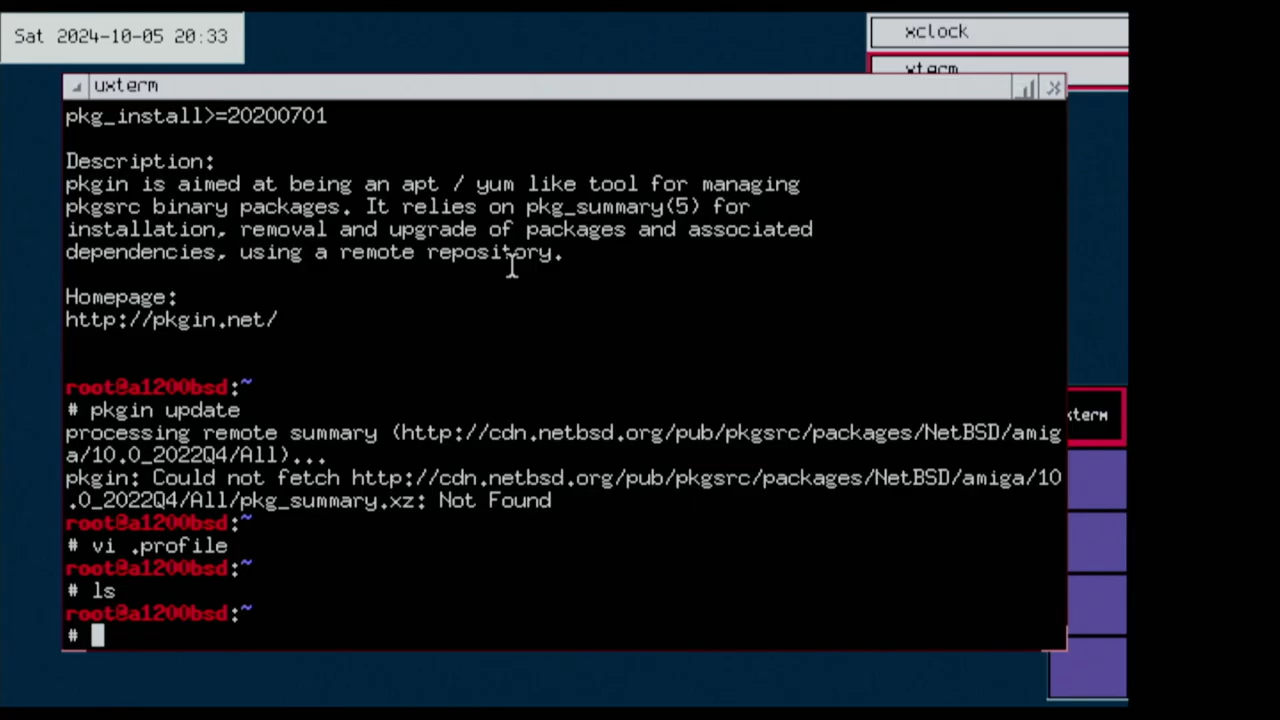 Sat 2024-10-05 20:33
xclock
xterm
uxterm
pkg_install>=20200701
Description:
pkgin is aimed at being an apt / yum like tool for managing
pkgsrc binary packages. It relies on pkg_summary(5) for
installation, removal and upgrade of packages and associated
dependencies, using a remote repository.
Homepage:
http://pkgin.net/
root@a1200bsd:~
# pkgin update
processing remote summary (http://cdn.netbsd.org/pub/pkgsrc/packages/NetBSD/amig
a/10.0_2022Q4/All)...
pkgin: Could not fetch http://cdn.netbsd.org/pub/pkgsrc/packages/NetBSD/amiga/10
.0_2022Q4/All/pkg_summary.xz: Not Found
root@a1200bsd:~
# vi .profile
root@a1200bsd:~
# ls
root@a1200bsd:~
#
xterm